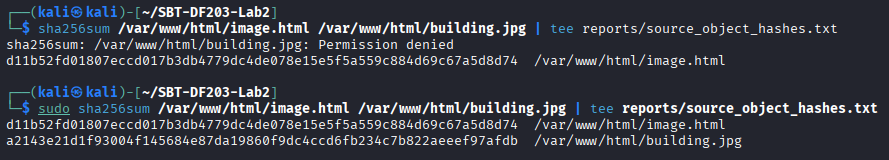 ┌──(kali㉿kali)-[~/SBT-DF203-Lab2]
└─$ sha256sum /var/www/html/image.html /var/www/html/building.jpg | tee reports/source_object_hashes.txt
sha256sum: /var/www/html/building.jpg: Permission denied
d11b52fd01807eccd017b3db4779dc4de078e15e5f5a559c884d69c67a5d8d74  /var/www/html/image.html
┌──(kali㉿kali)-[~/SBT-DF203-Lab2]
└─$ sudo sha256sum /var/www/html/image.html /var/www/html/building.jpg | tee reports/source_object_hashes.txt
d11b52fd01807eccd017b3db4779dc4de078e15e5f5a559c884d69c67a5d8d74  /var/www/html/image.html
a2143e21d1f93004f145684e87da19860f9dc4ccd6fb234c7b822aeeef97afdb  /var/www/html/building.jpg